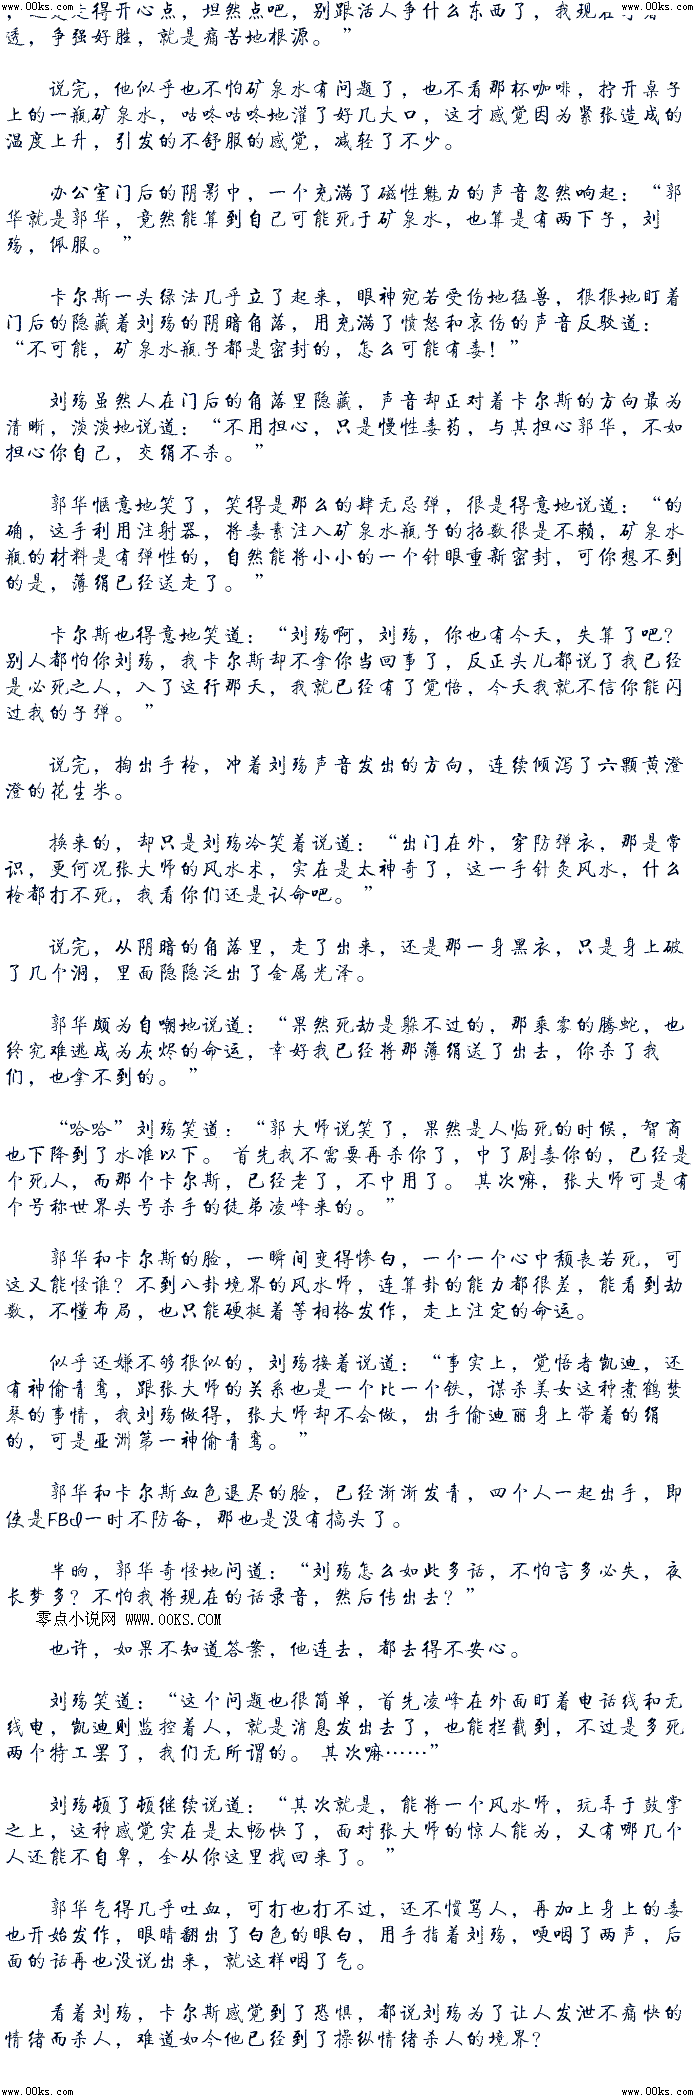 www.00ks.com www.00ks.com
得开心点，坦然点吧，别跟活人争什么东西了，我现在
透，争强好胜，就是痛苦地根源。”
说完，他似乎也不怕矿泉水有问题了，也不看那杯咖啡，拧开桌子
上的一瓶矿泉水，咕咚咕咚地灌了好几大口，这才感觉因为紧张造成的
温度上升，引发的不舒服的感觉，减轻了不少。
办公室门后的阴影中，一个充满了磁性魅力的声音忽然响起：“郭
华就是郭华，竟然能算到自己可能死于矿泉水，也算是有两下子，刘
殇，佩服。”
卡尔斯一头绿法几乎立了起来，眼神宛若受伤地猛兽，狠狠地盯着
门后的隐藏着刘殇的阴暗角落，用充满了愤怒和哀伤的声音反驳道：
“不可能，矿泉水瓶子都是密封的，怎么可能有毒！”
刘殇虽然人在门后的角落里隐藏，声音却正对着卡尔斯的方向最为
清晰，淡淡地说道：“不用担心，只是慢性毒药，与其担心郭华，不如
担心你自己，交绢不杀。”
郭华惬意地笑了，笑得是那么的肆无忌弹，很是得意地说道：“的
确，这手利用注射器，将毒素注入矿泉水瓶子的招数很是不赖，矿泉水
瓶的材料是有弹性的，自然能将小小的一个针眼重新密封，可你想不到
的是，薄绢已经送走了。”
卡尔斯也得意地笑道：“刘殇啊，刘殇，你也有今天，失算了吧？
别人都怕你刘殇，我卡尔斯却不拿你当回事了，反正头儿都说了我已经
是必死之人，入了这行那天，我就已经有了觉悟，今天我就不信你能闪
过我的子弹。”
说完，掏出手枪，冲着刘殇声音发出的方向，连续倾泻了六颗黄澄
澄的花生米。
换来的，却只是刘殇冷笑着说道：“出门在外，穿防弹衣，那是常
识，更何况张大师的风水术，实在是太神奇了，这一手针灸风水，什么
枪都打不死，我看你们还是认命吧。”
说完，从阴暗的角落里，走了出来，还是那一身黑衣，只是身上破
了几个洞，里面隐隐泛出了金属光泽。
郭华颇为自嘲地说道：“果然死劫是躲不过的，那乘雾的腾蛇，也
终究难逃成为灰烬的命运，幸好我已经将那薄绢送了出去，你杀了我
们，也拿不到的。”
“哈哈”刘殇笑道：“郭大师说笑了，果然是人临死的时候，智商
也下降到了水准以下。 首先我不需要再杀你了，中了剧毒你的，已经是
个死人，而那个卡尔斯，已经老了，不中用了。 其次嘛，张大师可是有
个号称世界头号杀手的徒弟凌峰来的。”
郭华和卡尔斯的脸，一瞬间变得惨白，一个一个心中颓丧若死，可
这又能怪谁？不到八卦境界的风水师，连算卦的能力都很差，能看到劫
数，不懂布局，也只能硬挺着等相格发作，走上注定的命运。
似乎还嫌不够狠似的，刘殇接着说道：“事实上，觉悟者凯迪，还
有神偷青鸾，跟张大师的关系也是一个比一个铁，谋杀美女这种煮鹤焚
琴的事情，我刘殇做得，张大师却不会做，出手偷迪丽身上带着的绢
的，可是亚洲第一神偷青鸾。”
郭华和卡尔斯血色退尽的脸，已经渐渐发青，四个人一起出手，即
使是FBI一时不防备，那也是没有搞头了。
半晌，郭华奇怪地问道：“刘殇怎么如此多话，不怕言多必失，夜
长梦多？不怕我将现在的话录音，然后传出去？”
零点小说网 www.00KS.com
也许，如果不知道答案，他连去，都去得不安心。
刘殇笑道：“这个问题也很简单，首先凌峰在外面盯着电话线和无
线电，凯迪则监控着人，就是消息发出去了，也能拦截到，不过是多死
两个特工罢了，我们无所谓的。 其次嘛……”
刘殇顿了顿继续说道：“其次就是，能将一个风水师，玩弄于鼓掌
之上，这种感觉实在是太畅快了，面对张大师的惊人能为，又有哪几个
人还能不自卑，全从你这里找回来了。”
郭华气得几乎吐血，可打也打不过，还不惯骂人，再加上身上的毒
也开始发作，眼睛翻出了白色的眼白，用手指着刘殇，哽咽了两声，后
面的话再也没说出来，就这样咽了气。
看着刘殇，卡尔斯感觉到了恐惧，都说刘殇为了让人发泄不痛快的
情绪而杀人，难道如今他已经到了操纵情绪杀人的境界？
www.00ks.com www.00ks.com